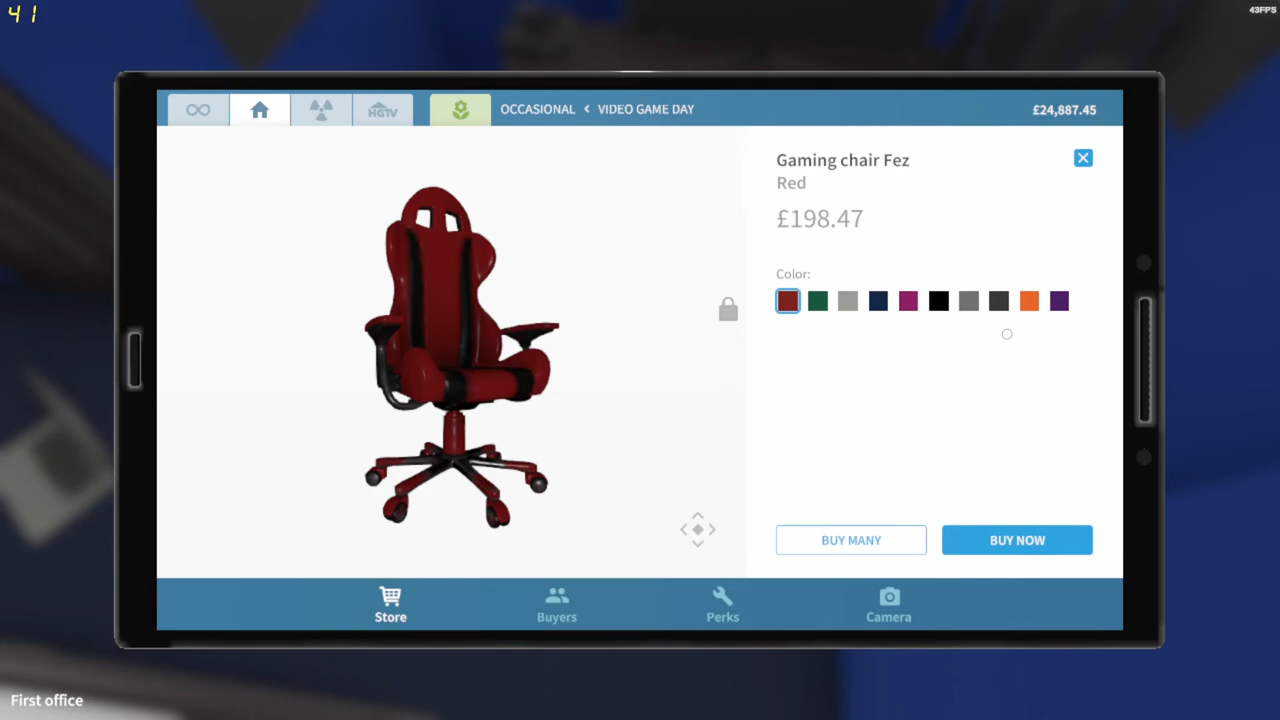 41
43FPS
HGTV
OCCASIONAL < VIDEO GAME DAY
£24,887.45
Gaming chair Fez
Red
£198.47
Color:
BUY MANY
BUY NOW
Store
Buyers
Perks
Camera
First office